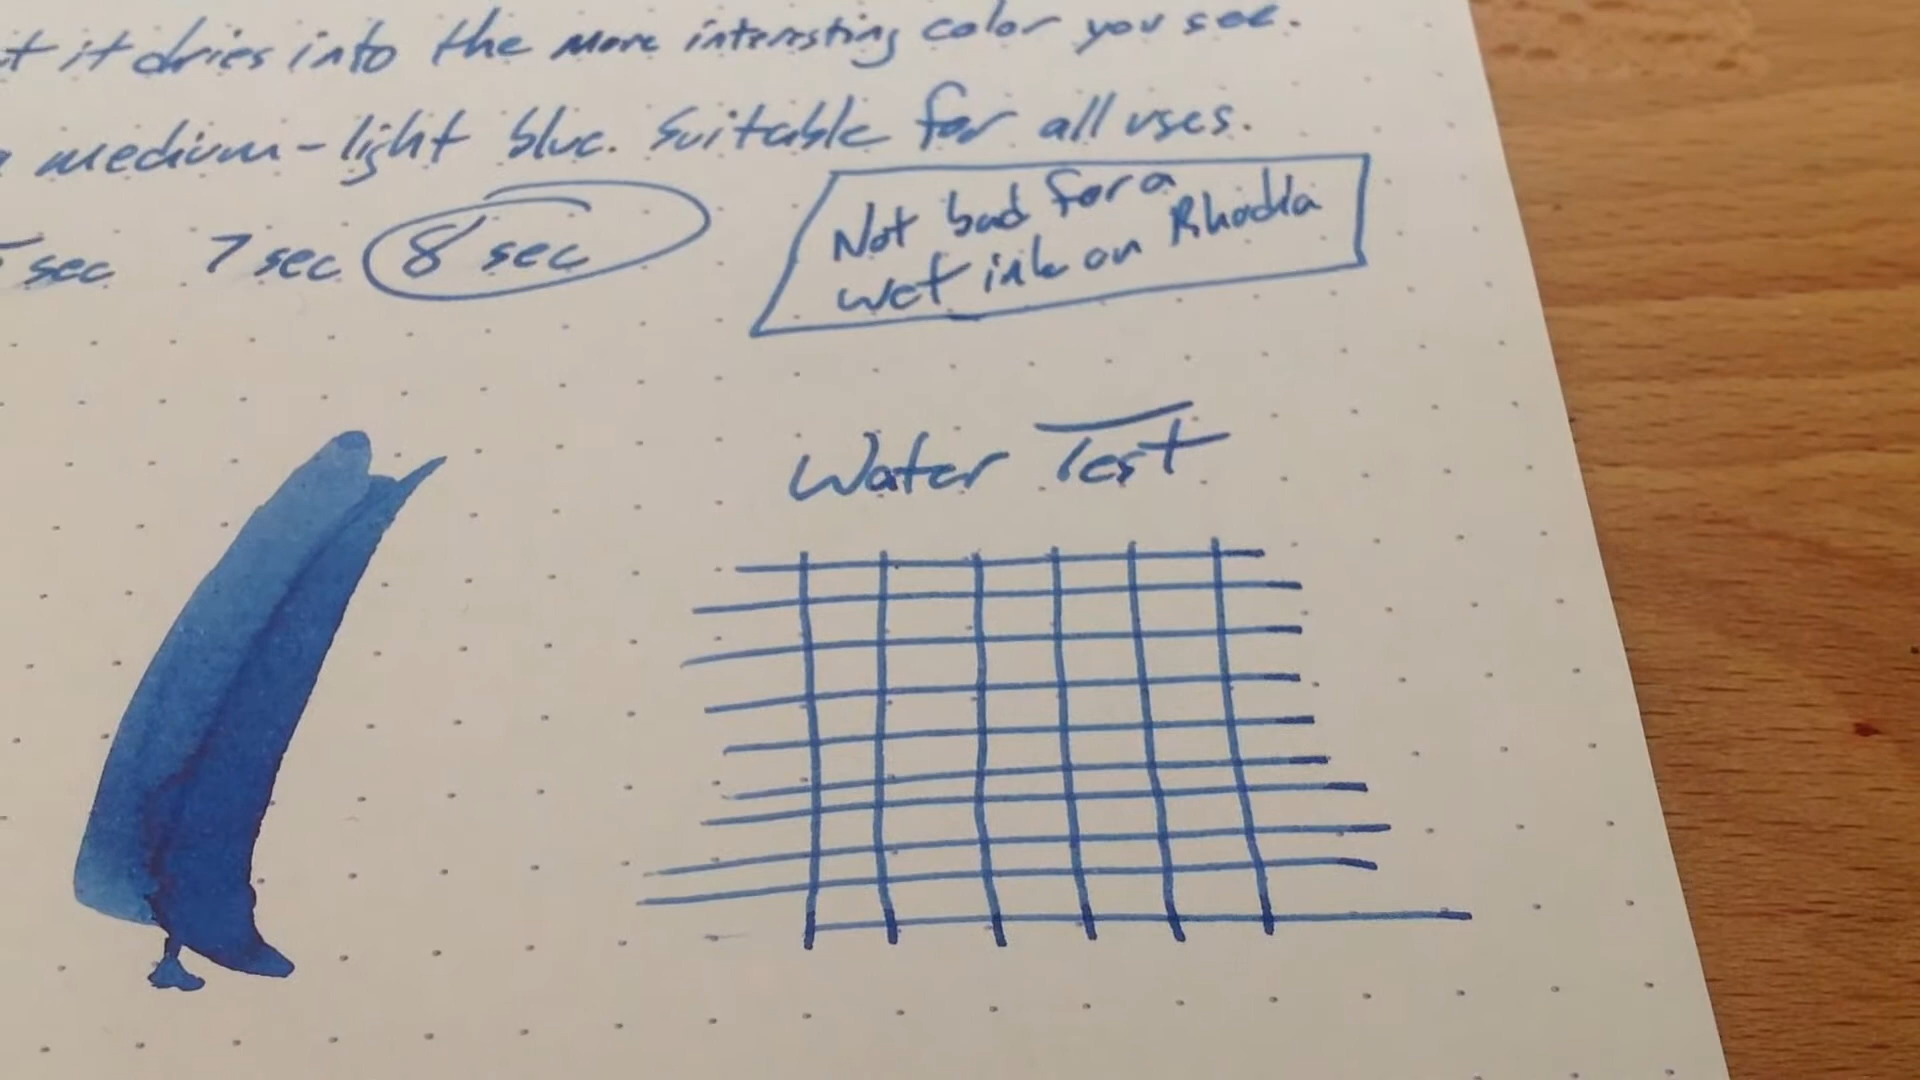 it dries into the more interesting color you see.
medium-light blue. Suitable for all uses.
sec 7 sec 8 sec
Not bad for a
wet ink on Rhodia
Water Test